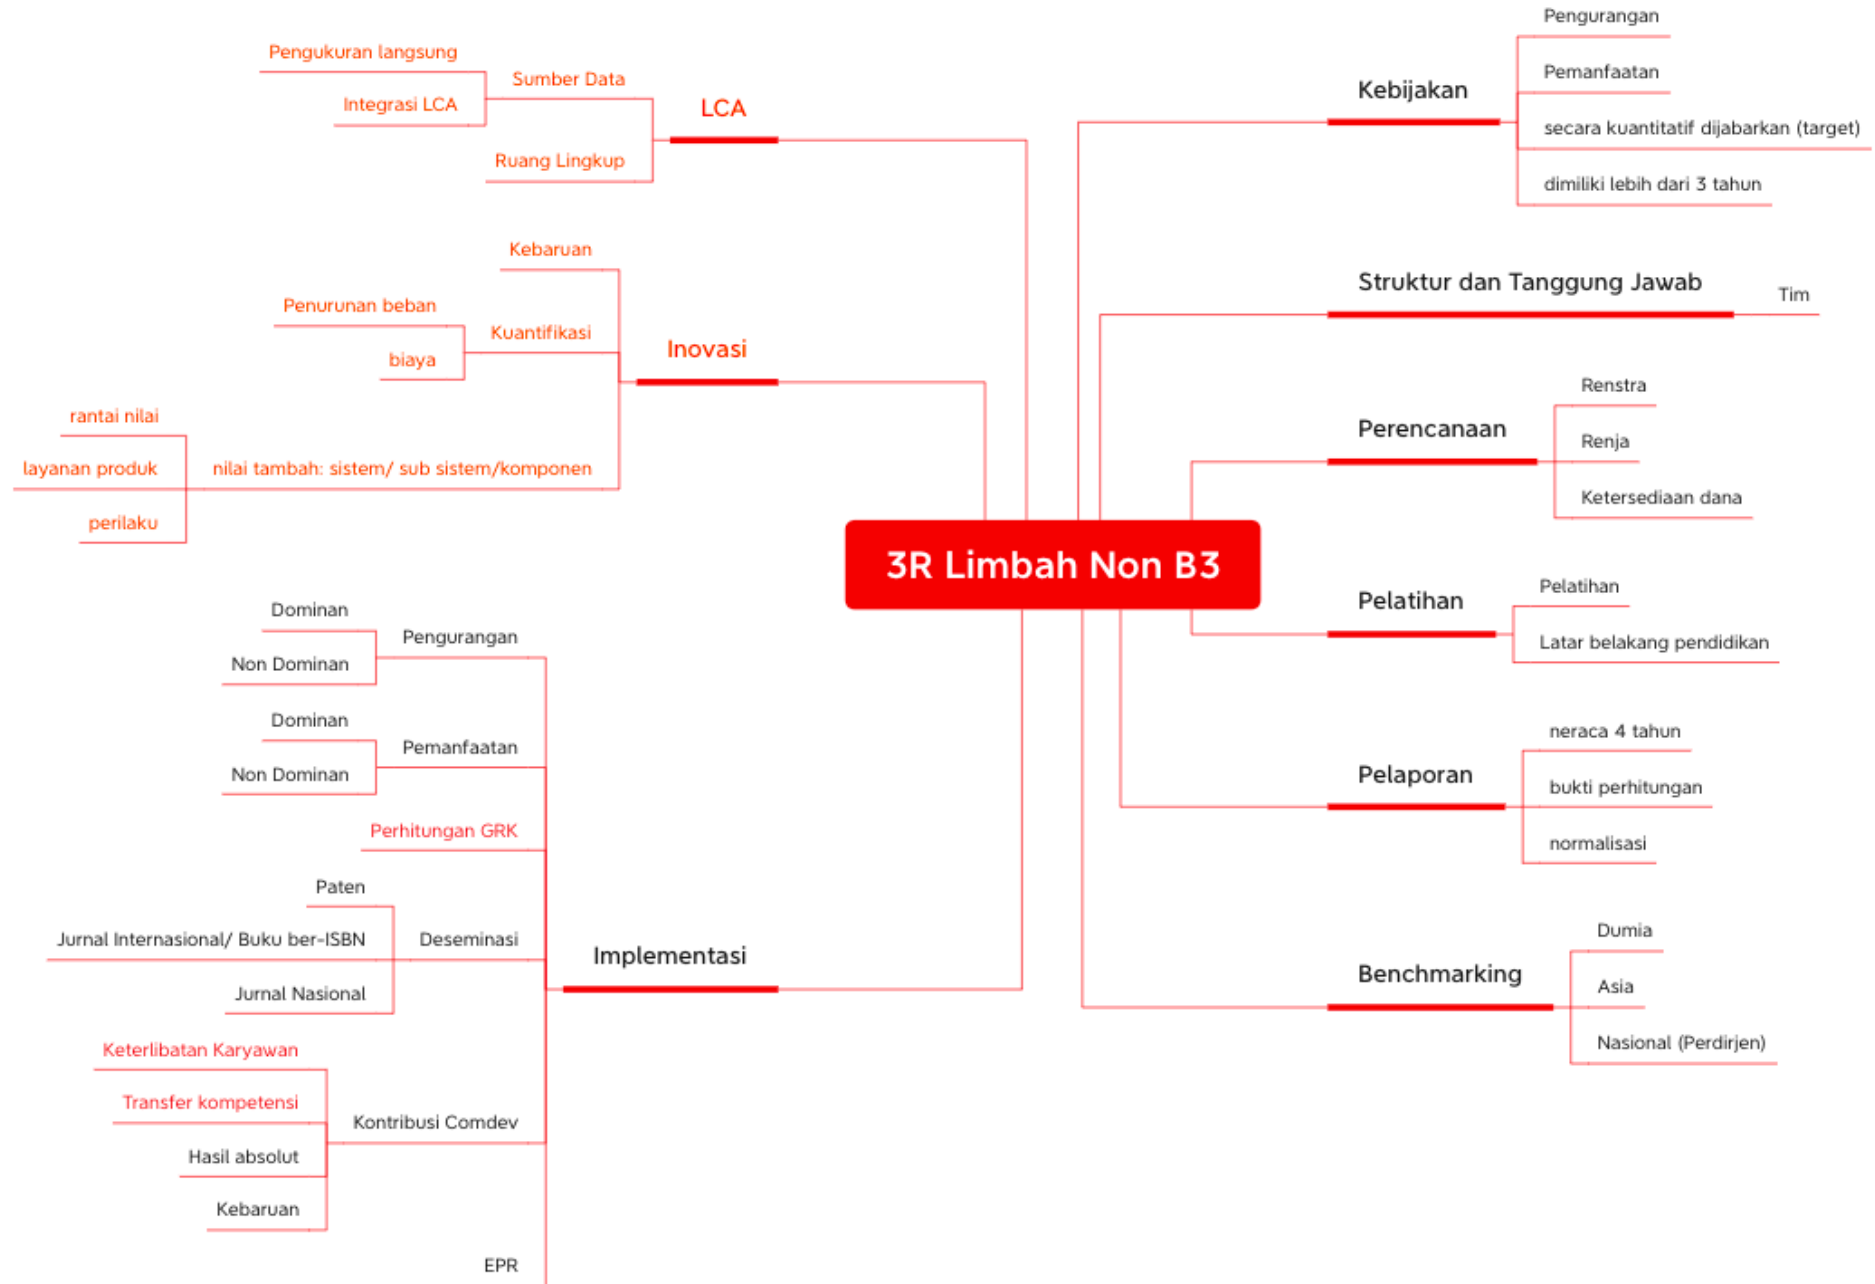 3R Limbah Non B3
Kebijakan
Pengurangan
Pemanfaatan
secara kuantitatif dijabarkan (target)
dimiliki lebih dari 3 tahun
Struktur dan Tanggung Jawab
Tim
Perencanaan
Renstra
Renja
Ketersediaan dana
Pelatihan
Pelatihan
Latar belakang pendidikan
Pelaporan
neraca 4 tahun
bukti perhitungan
normalisasi
Benchmarking
Dumia
Asia
Nasional (Perdirjen)
LCA
Sumber Data
Pengukuran langsung
Integrasi LCA
Ruang Lingkup
Inovasi
Kebaruan
Kuantifikasi
Penurunan beban
biaya
nilai tambah: sistem/ sub sistem/komponen
rantai nilai
layanan produk
perilaku
Implementasi
Pengurangan
Dominan
Non Dominan
Pemanfaatan
Dominan
Non Dominan
Perhitungan GRK
Deseminasi
Paten
Jurnal Internasional/ Buku ber-ISBN
Jurnal Nasional
Kontribusi Comdev
Keterlibatan Karyawan
Transfer kompetensi
Hasil absolut
Kebaruan
EPR